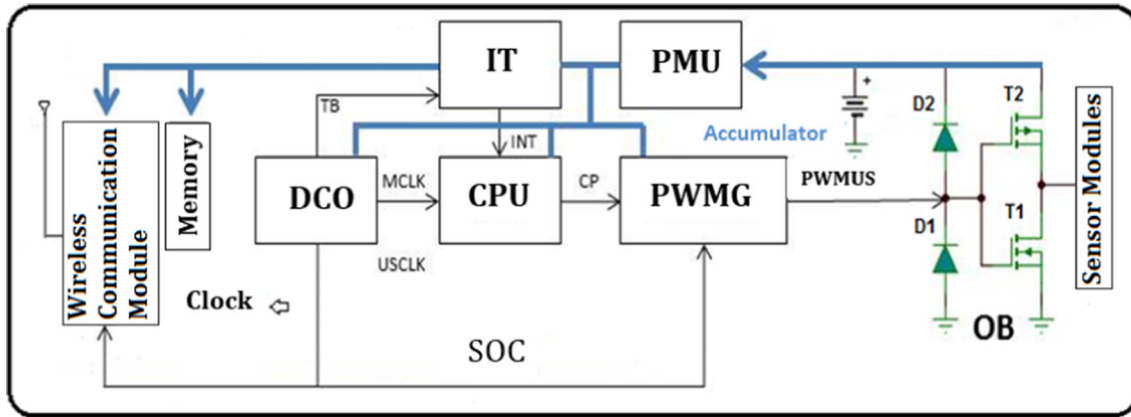 IT
PMU
TB
INT
Accumulator
+
D2
T2
Wireless
Communication
Module
Memory
DCO
MCLK
CPU
CP
PWMG
PWMUS
D1
T1
Sensor Modules
USCLK
Clock
SOC
OB